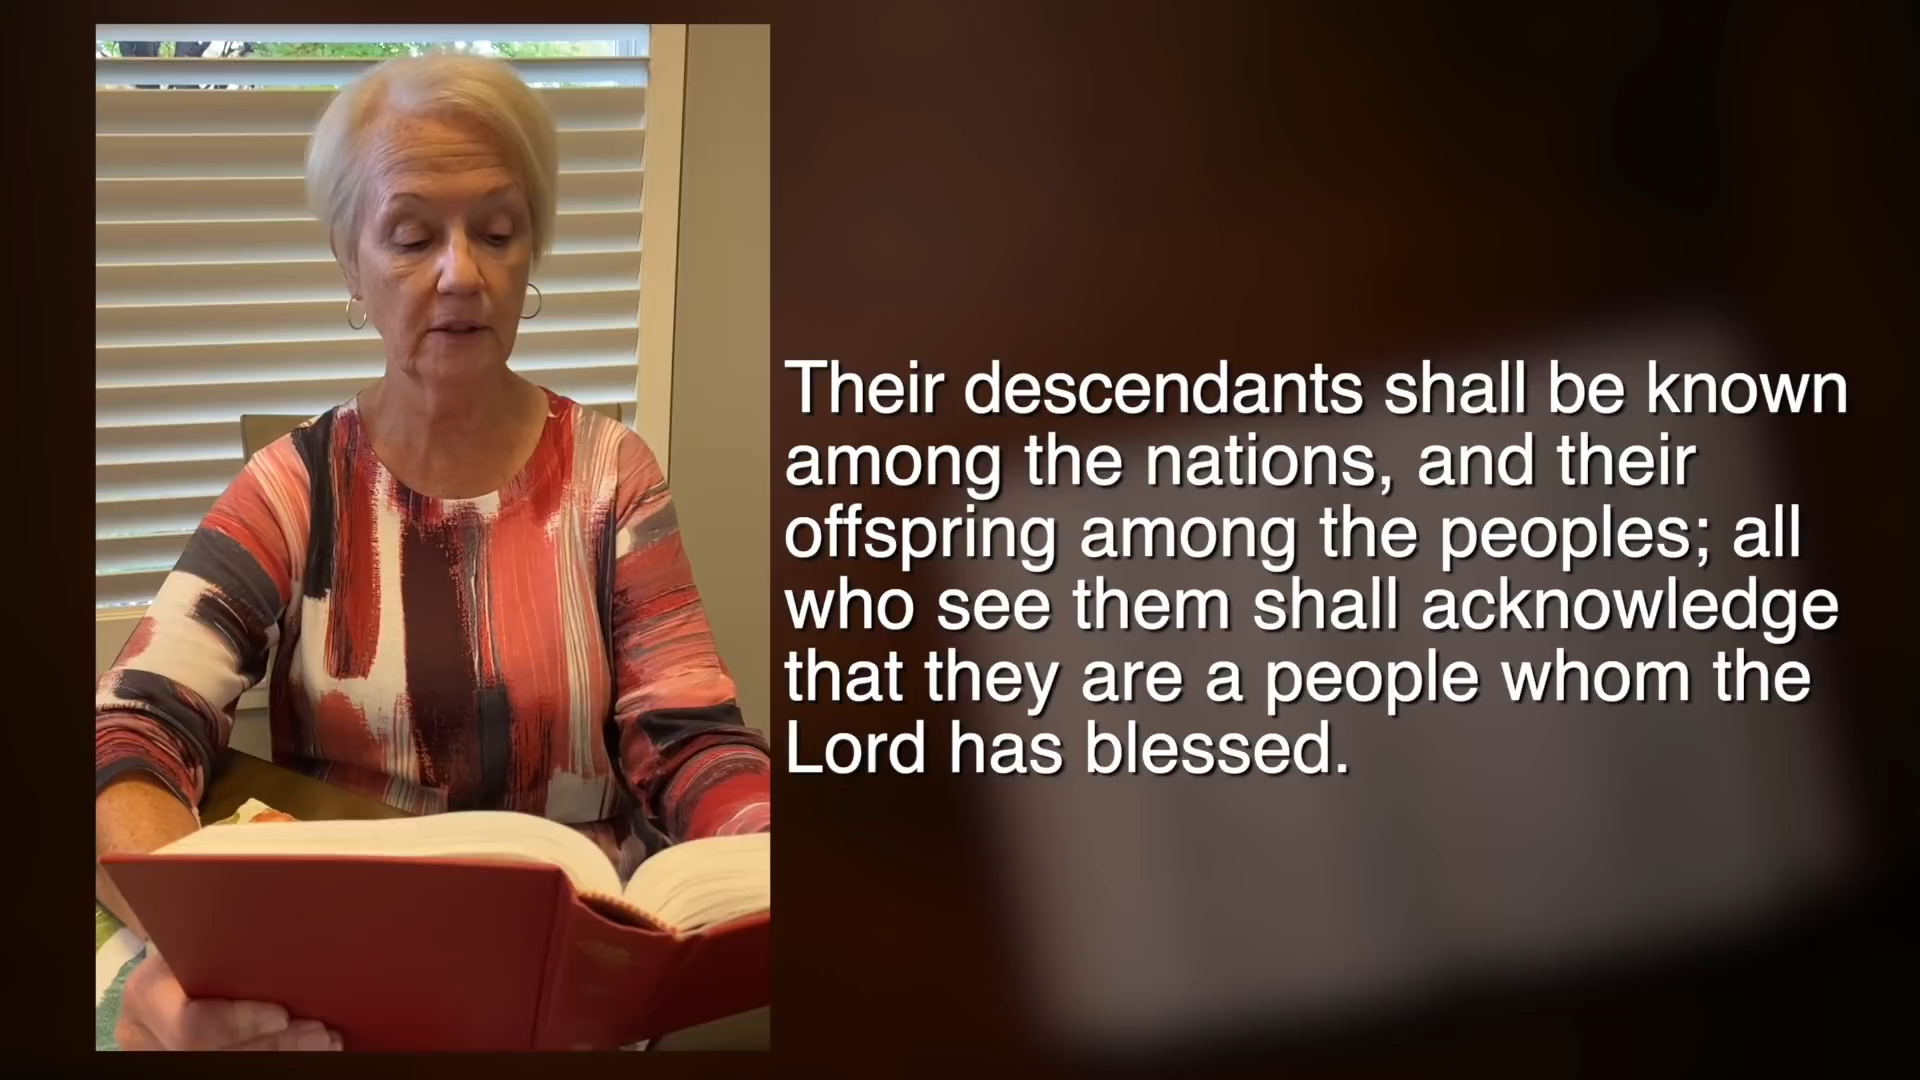 Their descendants shall be known
among the nations, and their
offspring among the peoples; all
who see them shall acknowledge
that they are a people whom the
Lord has blessed.